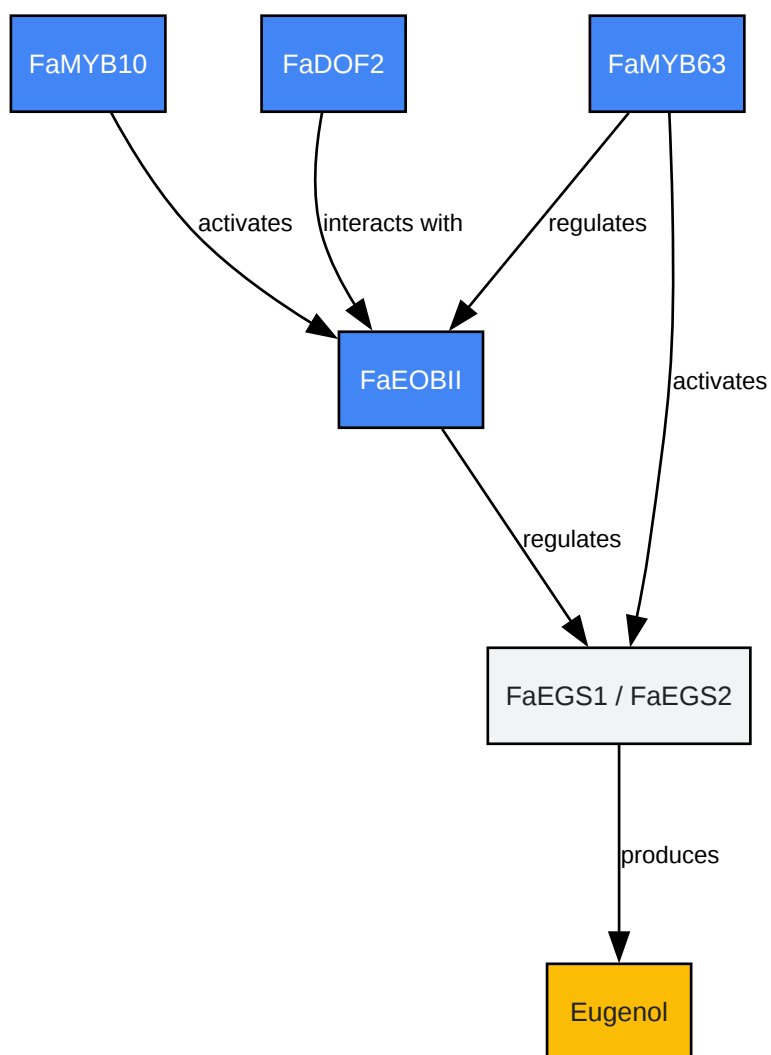 FaMYB10
FaDOF2
FaMYB63
activates
interacts with
regulates
FaEOBII
activates
regulates
FaEGS1 / FaEGS2
produces
Eugenol